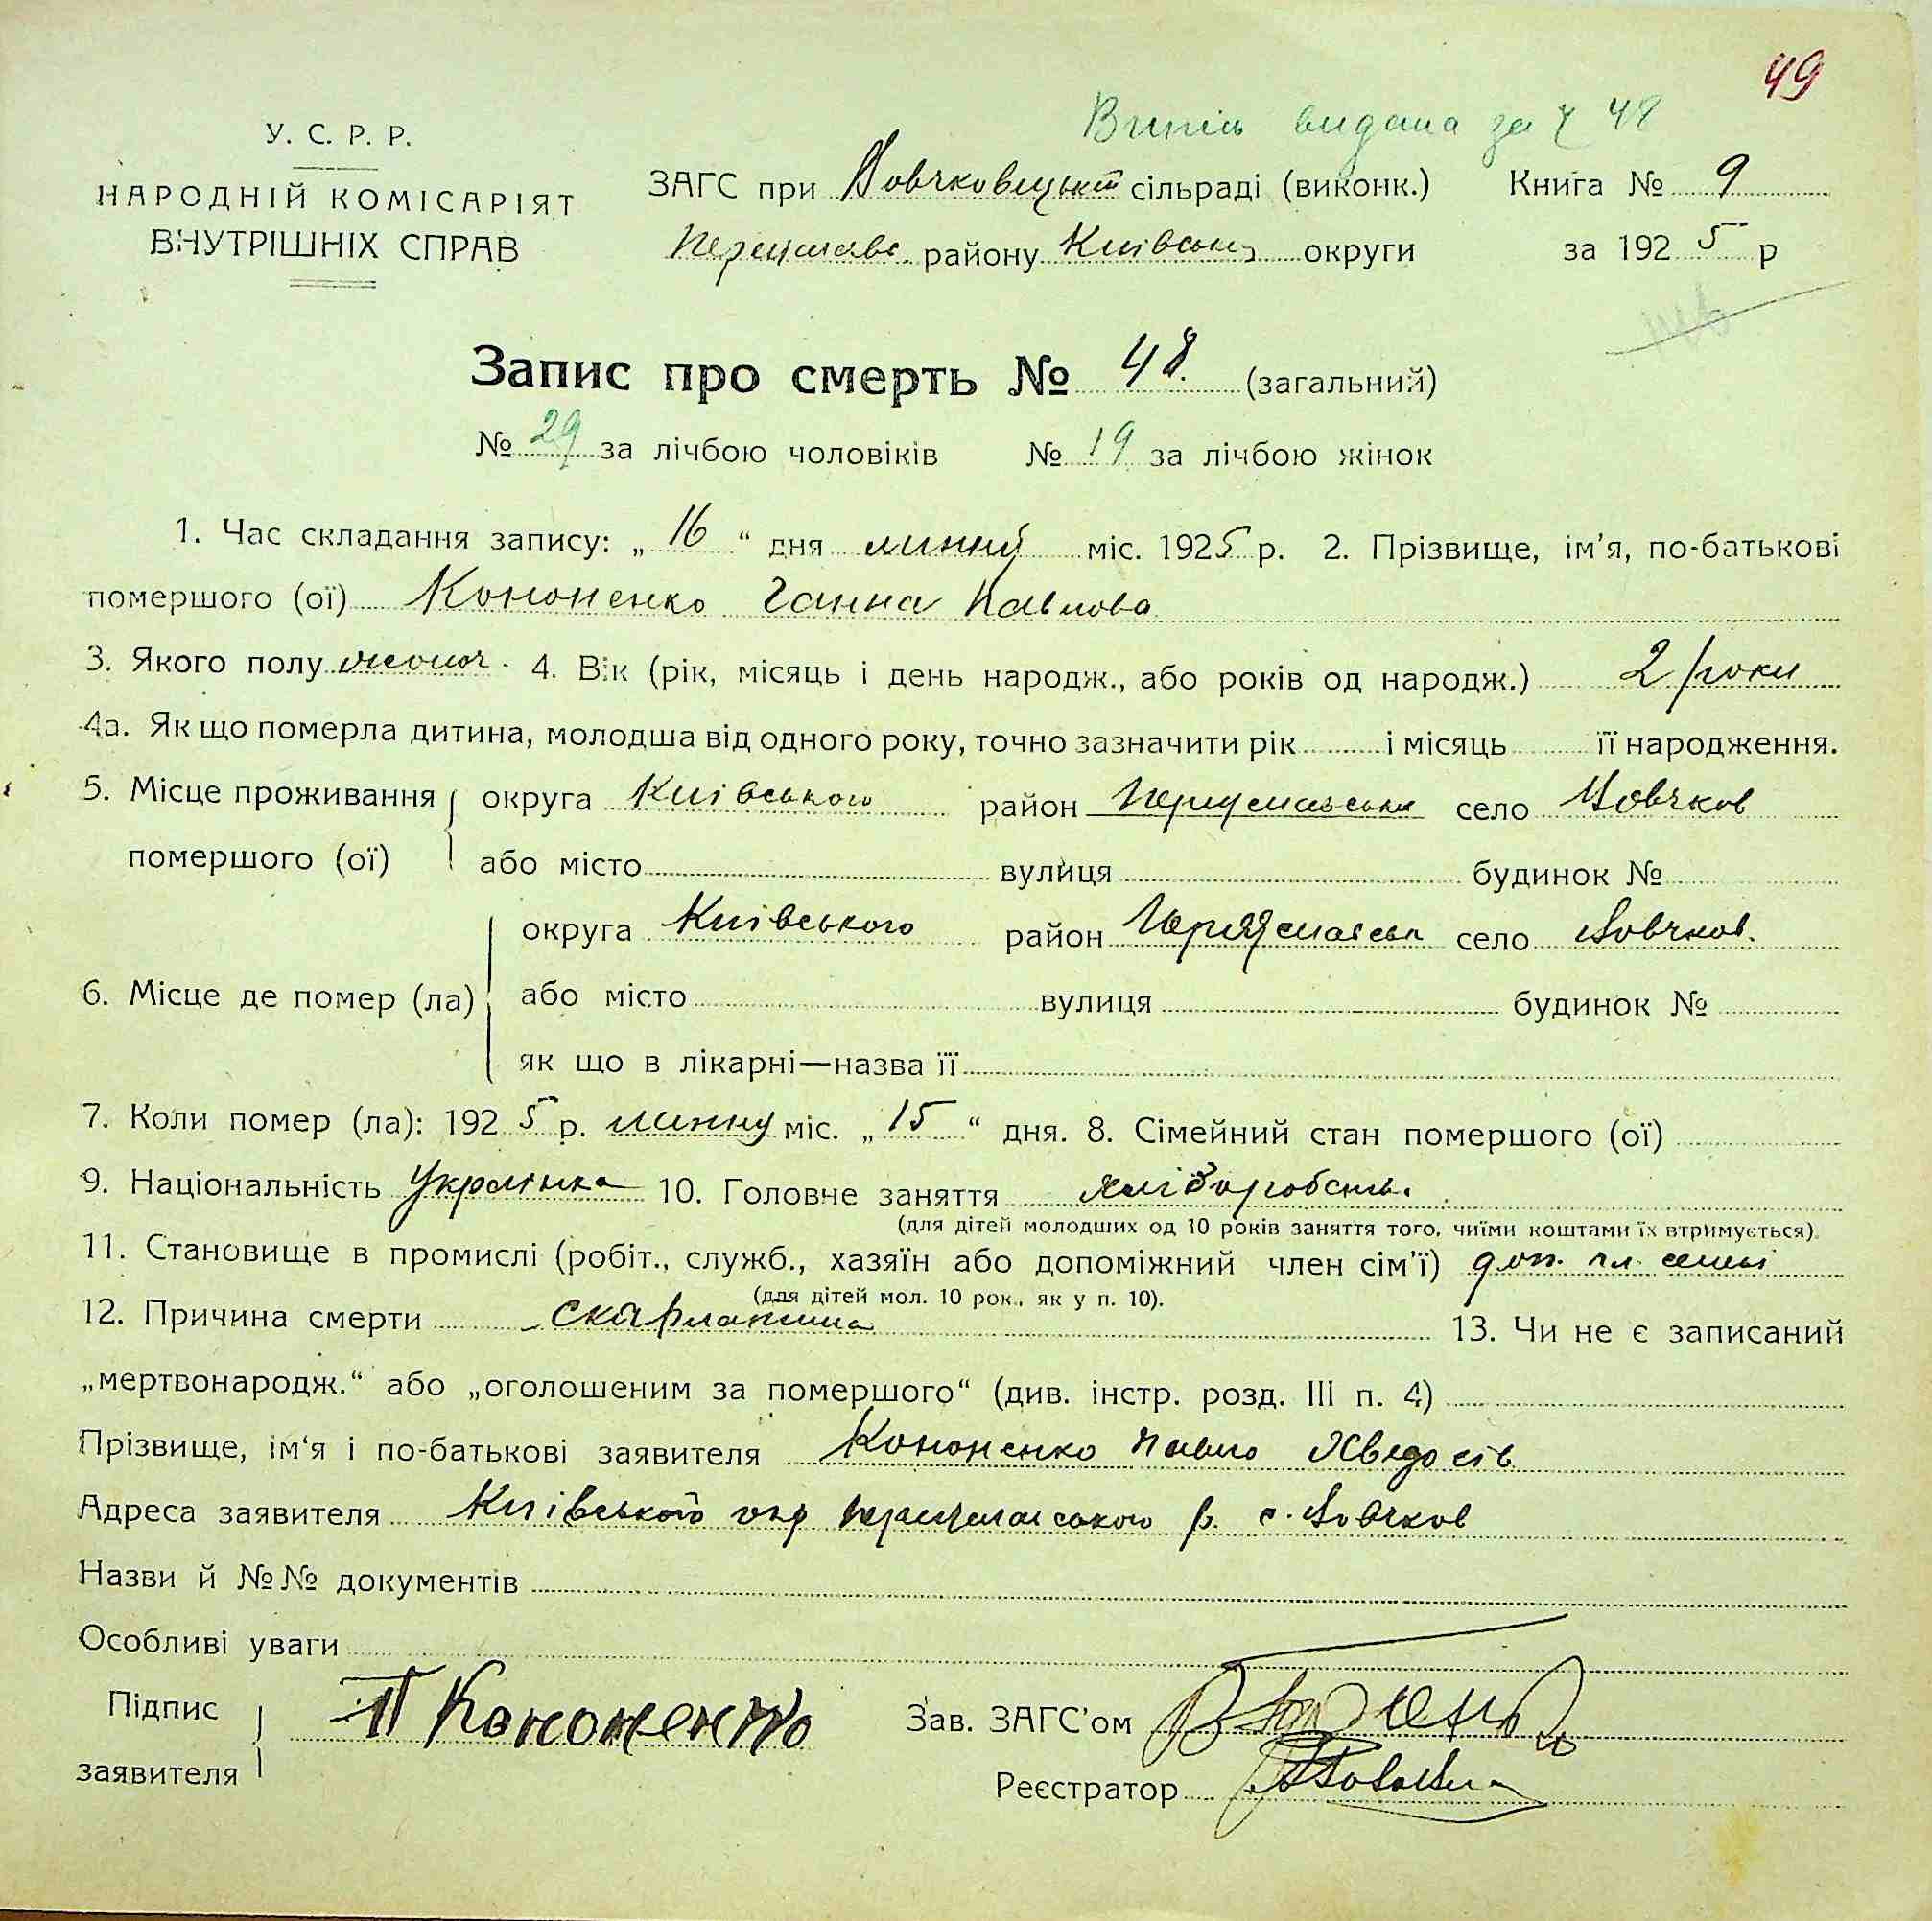 49
Випись видана за № 48
У. С. Р. Р.
НАРОДНІЙ КОМІСАРІЯТ
ВНУТРІШНІХ СПРАВ
ЗАГС при Вовчковецькій сільраді (виконк.) Книга № 9
Переяславс. району Київськ. округи за 1925 р
Запис про смерть № 48. (загальний)
№ 29 за лічбою чоловіків № 19 за лічбою жінок
1. Час складання запису: „16“ дня липня міс. 1925 р. 2. Прізвище, ім'я, по-батькові
помершого (ої) Кононенко Ганна Павлова
3. Якого полу жіноч. 4. Вік (рік, місяць і день народж., або років од народж.) 2 роки
4а. Як що померла дитина, молодша від одного року, точно зазначити рік і місяць її народження.
5. Місце проживання округа Київського район Переяславськ село Вовчков
помершого (ої) або місто вулиця будинок №
округа Київського район Переяславськ село Вовчков.
6. Місце де помер (ла) або місто вулиця будинок №
як що в лікарні—назва її
7. Коли помер (ла): 1925 р. липня міс. „15“ дня. 8. Сімейний стан помершого (ої)
9. Національність Українка 10. Головне заняття хлібороботь.
(для дітей молодших од 10 років заняття того, чиїми коштами їх втримується).
11. Становище в промислі (робіт., служб., хазяїн або допоміжний член сім'ї) доп. чл. семьі
(для дітей мол. 10 рок., як у п. 10).
12. Причина смерти скарлатина 13. Чи не є записаний
„мертвонародж.“ або „оголошеним за помершого“ (див. інстр. розд. III п. 4)
Прізвище, ім'я і по-батькові заявителя Кононенко Павло Хведосів
Адреса заявителя Київського окр Переяславського р. с. Вовчков
Назви й №№ документів
Особливі уваги
Підпис П Кононенко Зав. ЗАГС'ом
заявителя Реєстратор